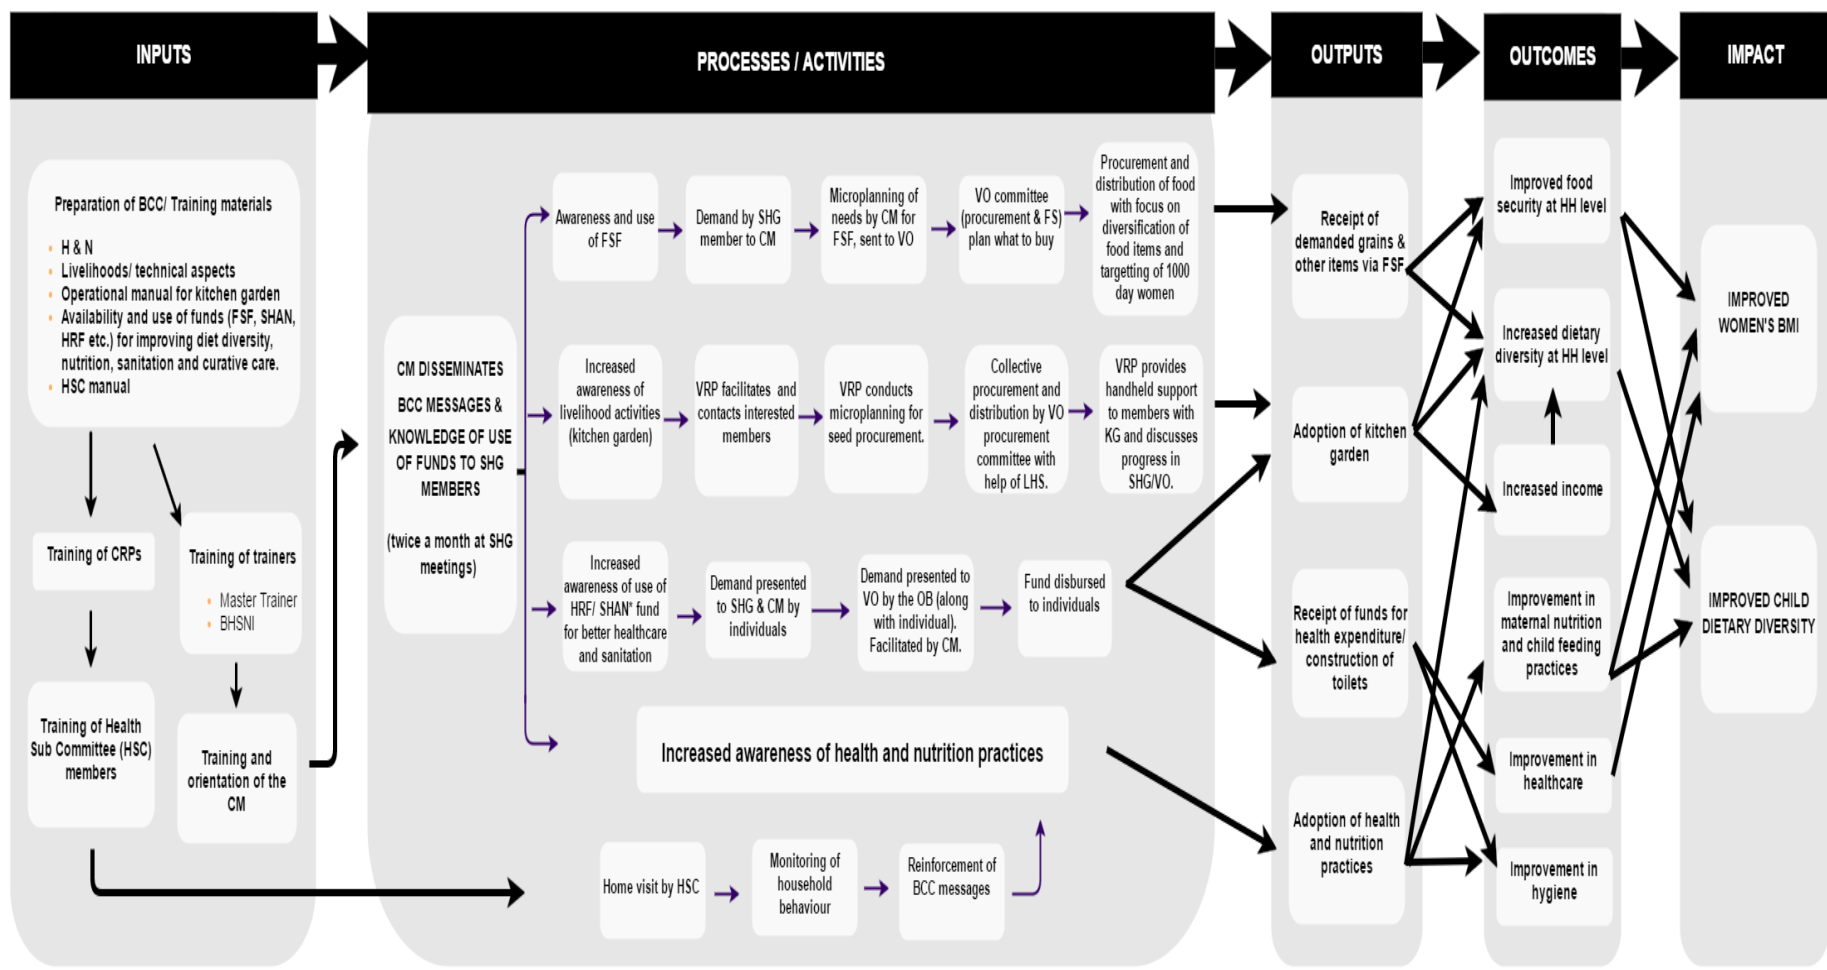 INPUTS
PROCESSES / ACTIVITIES
OUTPUTS
OUTCOMES
IMPACT
Preparation of BCC/ Training materials
H & N
Livelihoods/ technical aspects
Operational manual for kitchen garden
Availability and use of funds (FSF, SHAN,
HRF etc.) for improving diet diversity,
nutrition, sanitation and curative care.
HSC manual
Training of CRPs
Training of trainers
Master Trainer
BHSNI
Training of Health
Sub Committee (HSC)
members
Training and
orientation of the
CM
CM DISSEMINATES
BCC MESSAGES &
KNOWLEDGE OF USE
OF FUNDS TO SHG
MEMBERS
(twice a month at SHG
meetings)
Awareness and use
of FSF
Demand by SHG
member to CM
Microplanning of
needs by CM for
FSF, sent to VO
VO committee
(procurement & FS)
plan what to buy
Procurement and
distribution of food
with focus on
diversification of
food items and
targetting of 1000
day women
Increased
awareness of
livelihood activities
(kitchen garden)
VRP facilitates and
contacts interested
members
VRP conducts
microplanning for
seed procurement.
Collective
procurement and
distribution by VO
procurement
committee with
help of LHS.
VRP provides
handheld support
to members with
KG and discusses
progress in
SHG/VO.
Increased
awareness of use of
HRF/ SHAN* fund
for better healthcare
and sanitation
Demand presented
to SHG & CM by
individuals
Demand presented to
VO by the OB (along
with individual).
Facilitated by CM.
Fund disbursed
to individuals
Increased awareness of health and nutrition practices
Home visit by HSC
Monitoring of
household
behaviour
Reinforcement of
BCC messages
Receipt of
demanded grains &
other items via FSF
Adoption of kitchen
garden
Receipt of funds for
health expenditure/
construction of
toilets
Adoption of health
and nutrition
practices
Improved food
security at HH level
Increased dietary
diversity at HH level
Increased income
Improvement in
maternal nutrition
and child feeding
practices
Improvement in
healthcare
Improvement in
hygiene
IMPROVED
WOMEN'S BMI
IMPROVED CHILD
DIETARY DIVERSITY